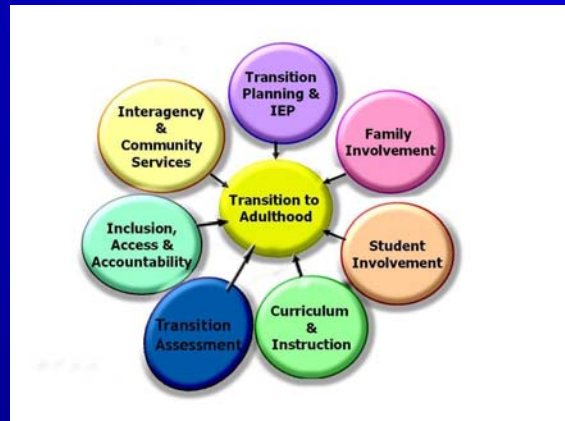 Transition
Planning &
IEP
Family
Involvement
Student
Involvement
Curriculum
&
Instruction
Transition
Assessment
Inclusion,
Access &
Accountability
Interagency
&
Community
Services
Transition to
Adulthood